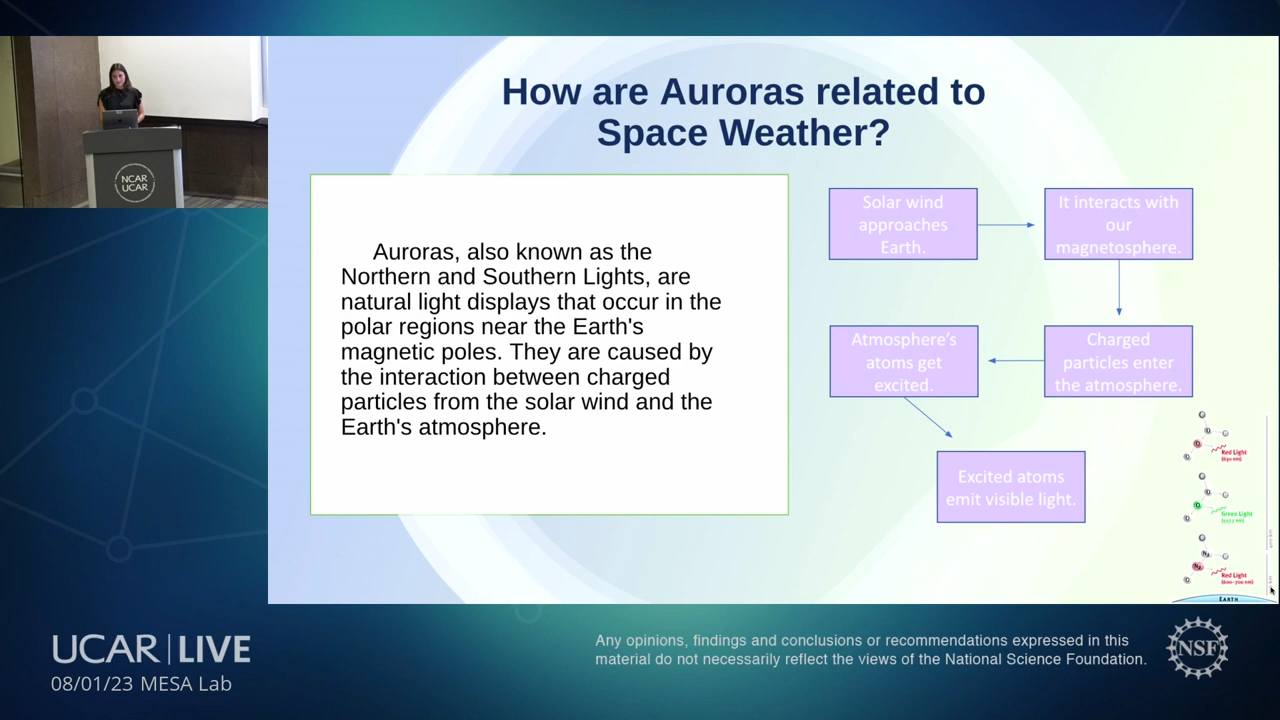 How are Auroras related to
Space Weather?
NCAR
UCAR
Auroras, also known as the
Northern and Southern Lights, are
natural light displays that occur in the
polar regions near the Earth's
magnetic poles. They are caused by
the interaction between charged
particles from the solar wind and the
Earth's atmosphere.
Solar wind
approaches
Earth.
It interacts with
our
magnetosphere.
Charged
particles enter
the atmosphere.
Atmosphere's
atoms get
excited.
Excited atoms
emit visible light.
Red Light
Green Light
Red Light
(600-700 nm)
EARTH
UCAR | LIVE
08/01/23 MESA Lab
Any opinions, findings and conclusions or recommendations expressed in this
material do not necessarily reflect the views of the National Science Foundation.
NSF